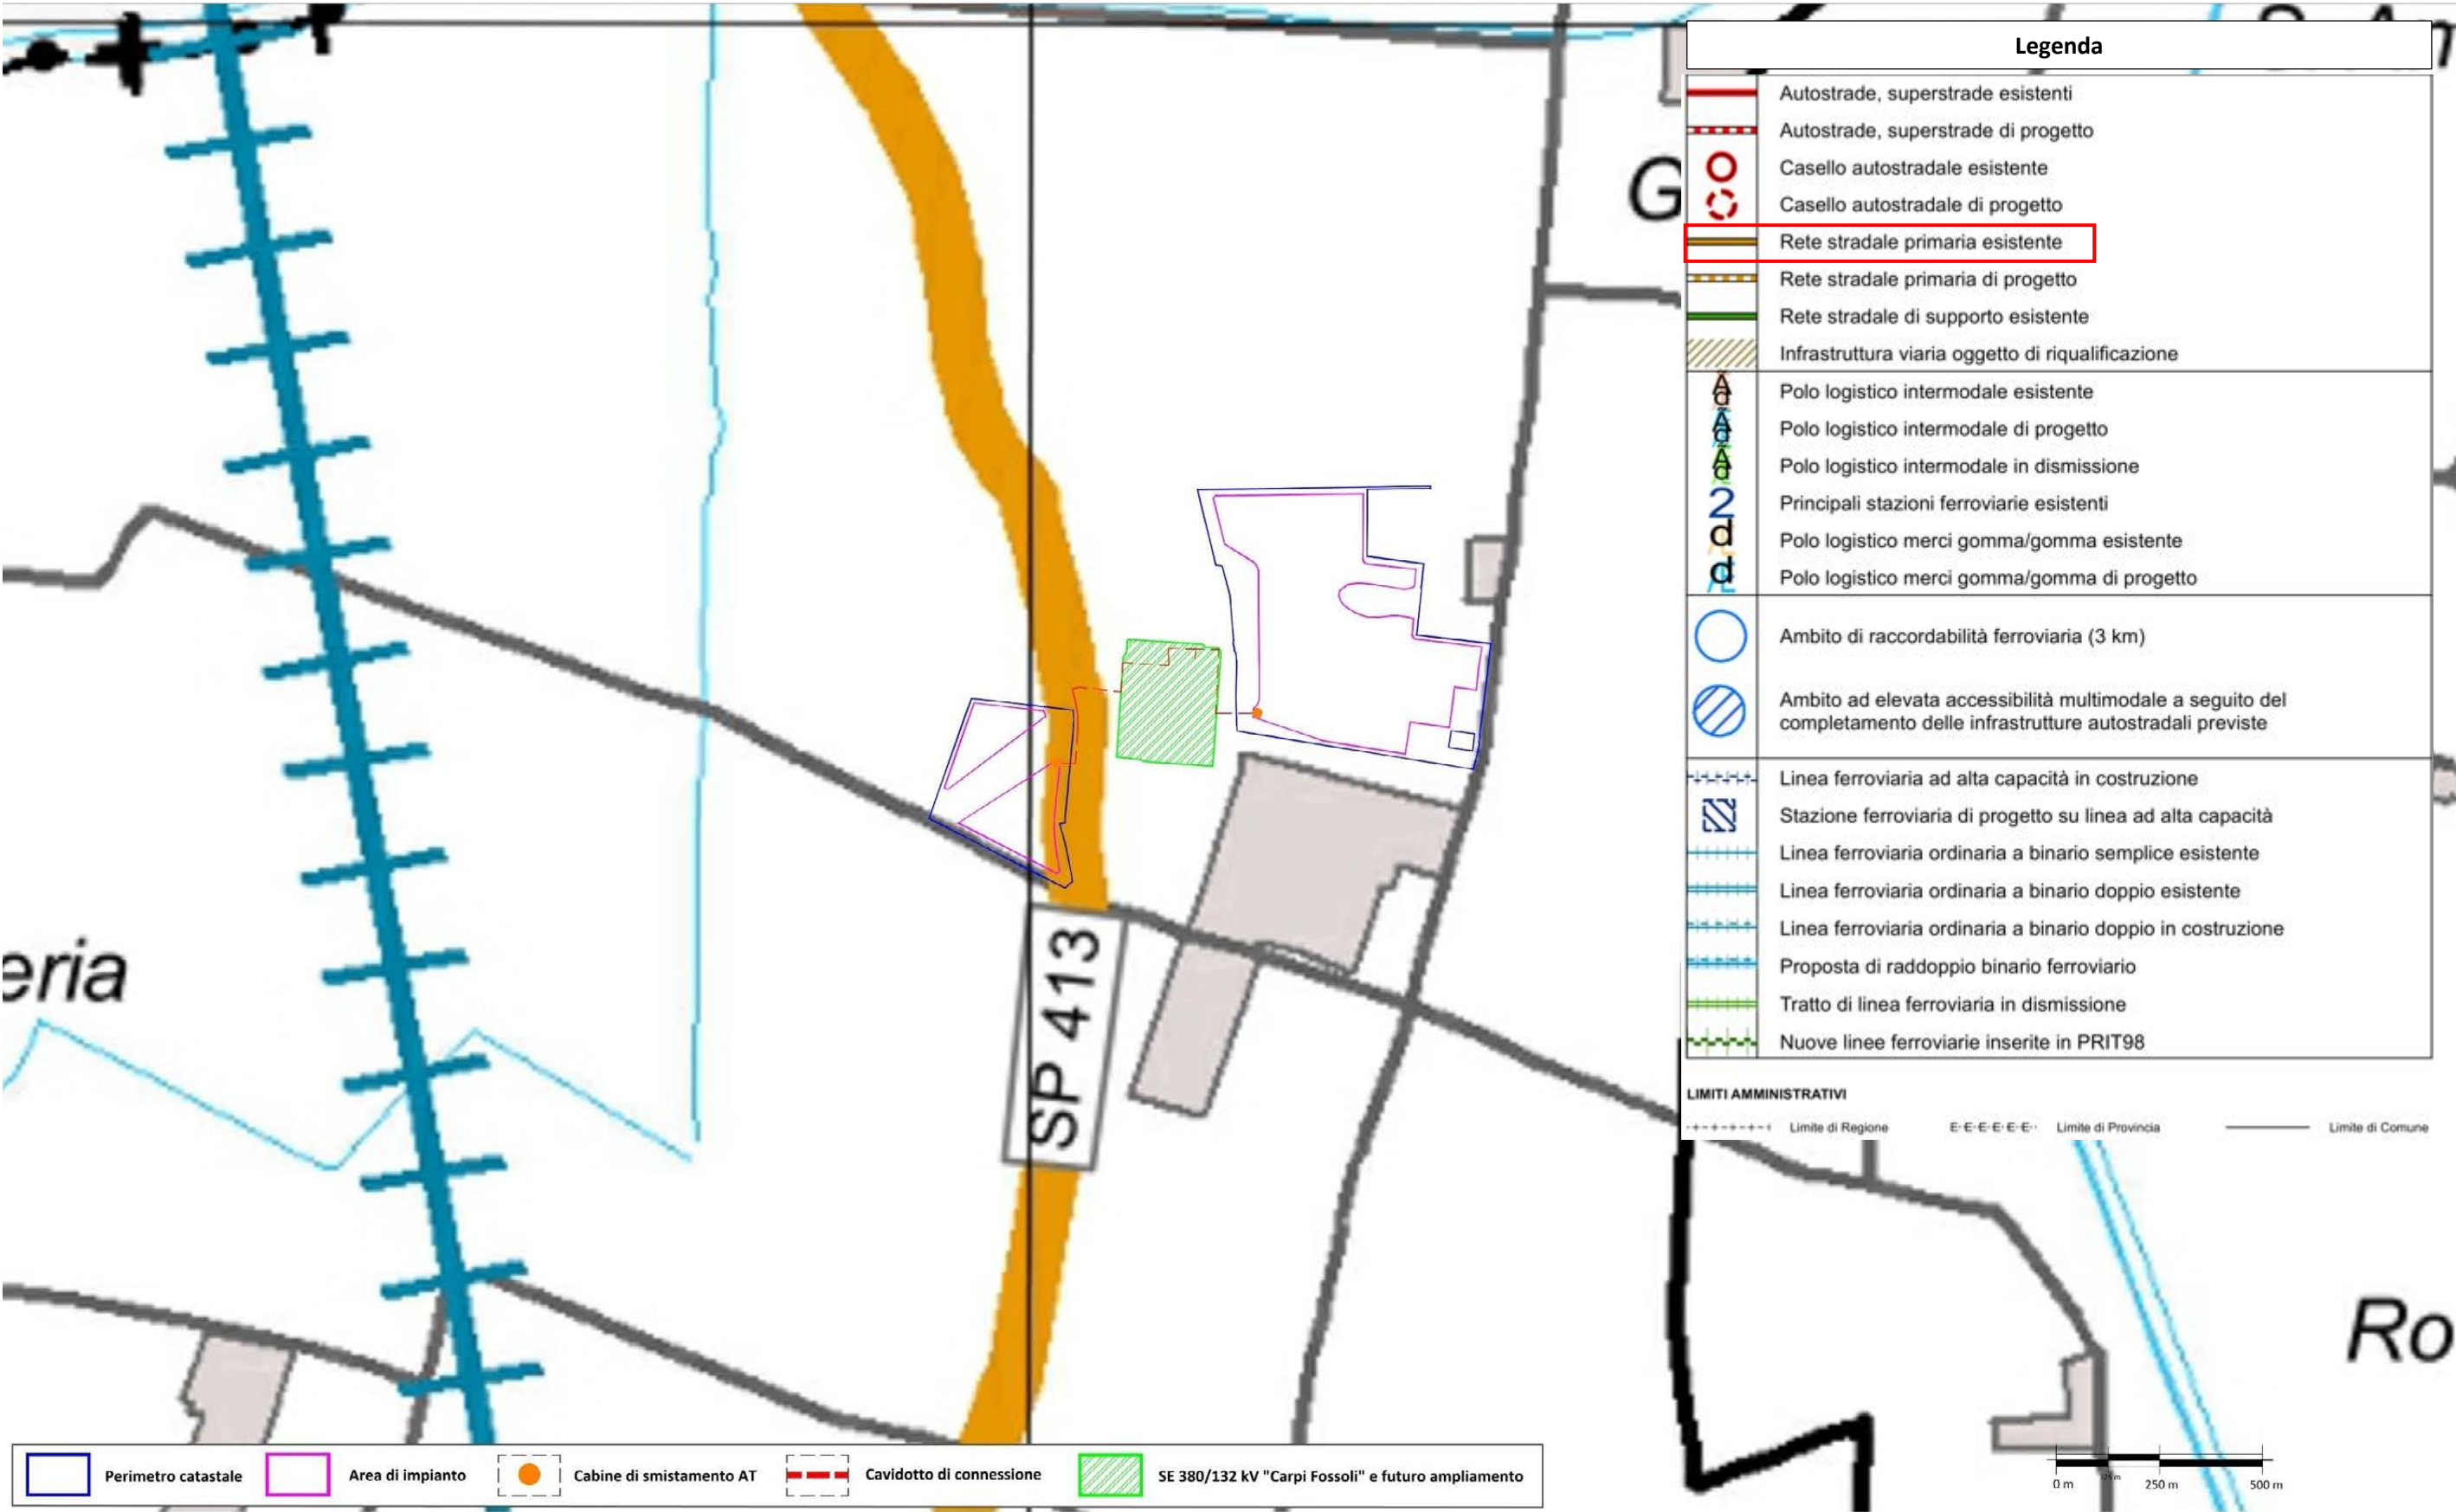 Legenda
Autostrade, superstrade esistenti
Autostrade, superstrade di progetto
Casello autostradale esistente
Casello autostradale di progetto
Rete stradale primaria esistente
Rete stradale primaria di progetto
Rete stradale di supporto esistente
Infrastruttura viaria oggetto di riqualificazione
Polo logistico intermodale esistente
Polo logistico intermodale di progetto
Polo logistico intermodale in dismissione
2 Principali stazioni ferroviarie esistenti
d Polo logistico merci gomma/gomma esistente
d Polo logistico merci gomma/gomma di progetto
Ambito di raccordabilità ferroviaria (3 km)
Ambito ad elevata accessibilità multimodale a seguito del
completamento delle infrastrutture autostradali previste
Linea ferroviaria ad alta capacità in costruzione
Stazione ferroviaria di progetto su linea ad alta capacità
Linea ferroviaria ordinaria a binario semplice esistente
Linea ferroviaria ordinaria a binario doppio esistente
Linea ferroviaria ordinaria a binario doppio in costruzione
Proposta di raddoppio binario ferroviario
Tratto di linea ferroviaria in dismissione
Nuove linee ferroviarie inserite in PRIT98
LIMITI AMMINISTRATIVI
Limite di Regione
Limite di Provincia
Limite di Comune
G
eria
SP 413
Ro
Perimetro catastale
Area di impianto
Cabine di smistamento AT
Cavidotto di connessione
SE 380/132 kV "Carpi Fossoli" e futuro ampliamento
0 m
250 m
500 m